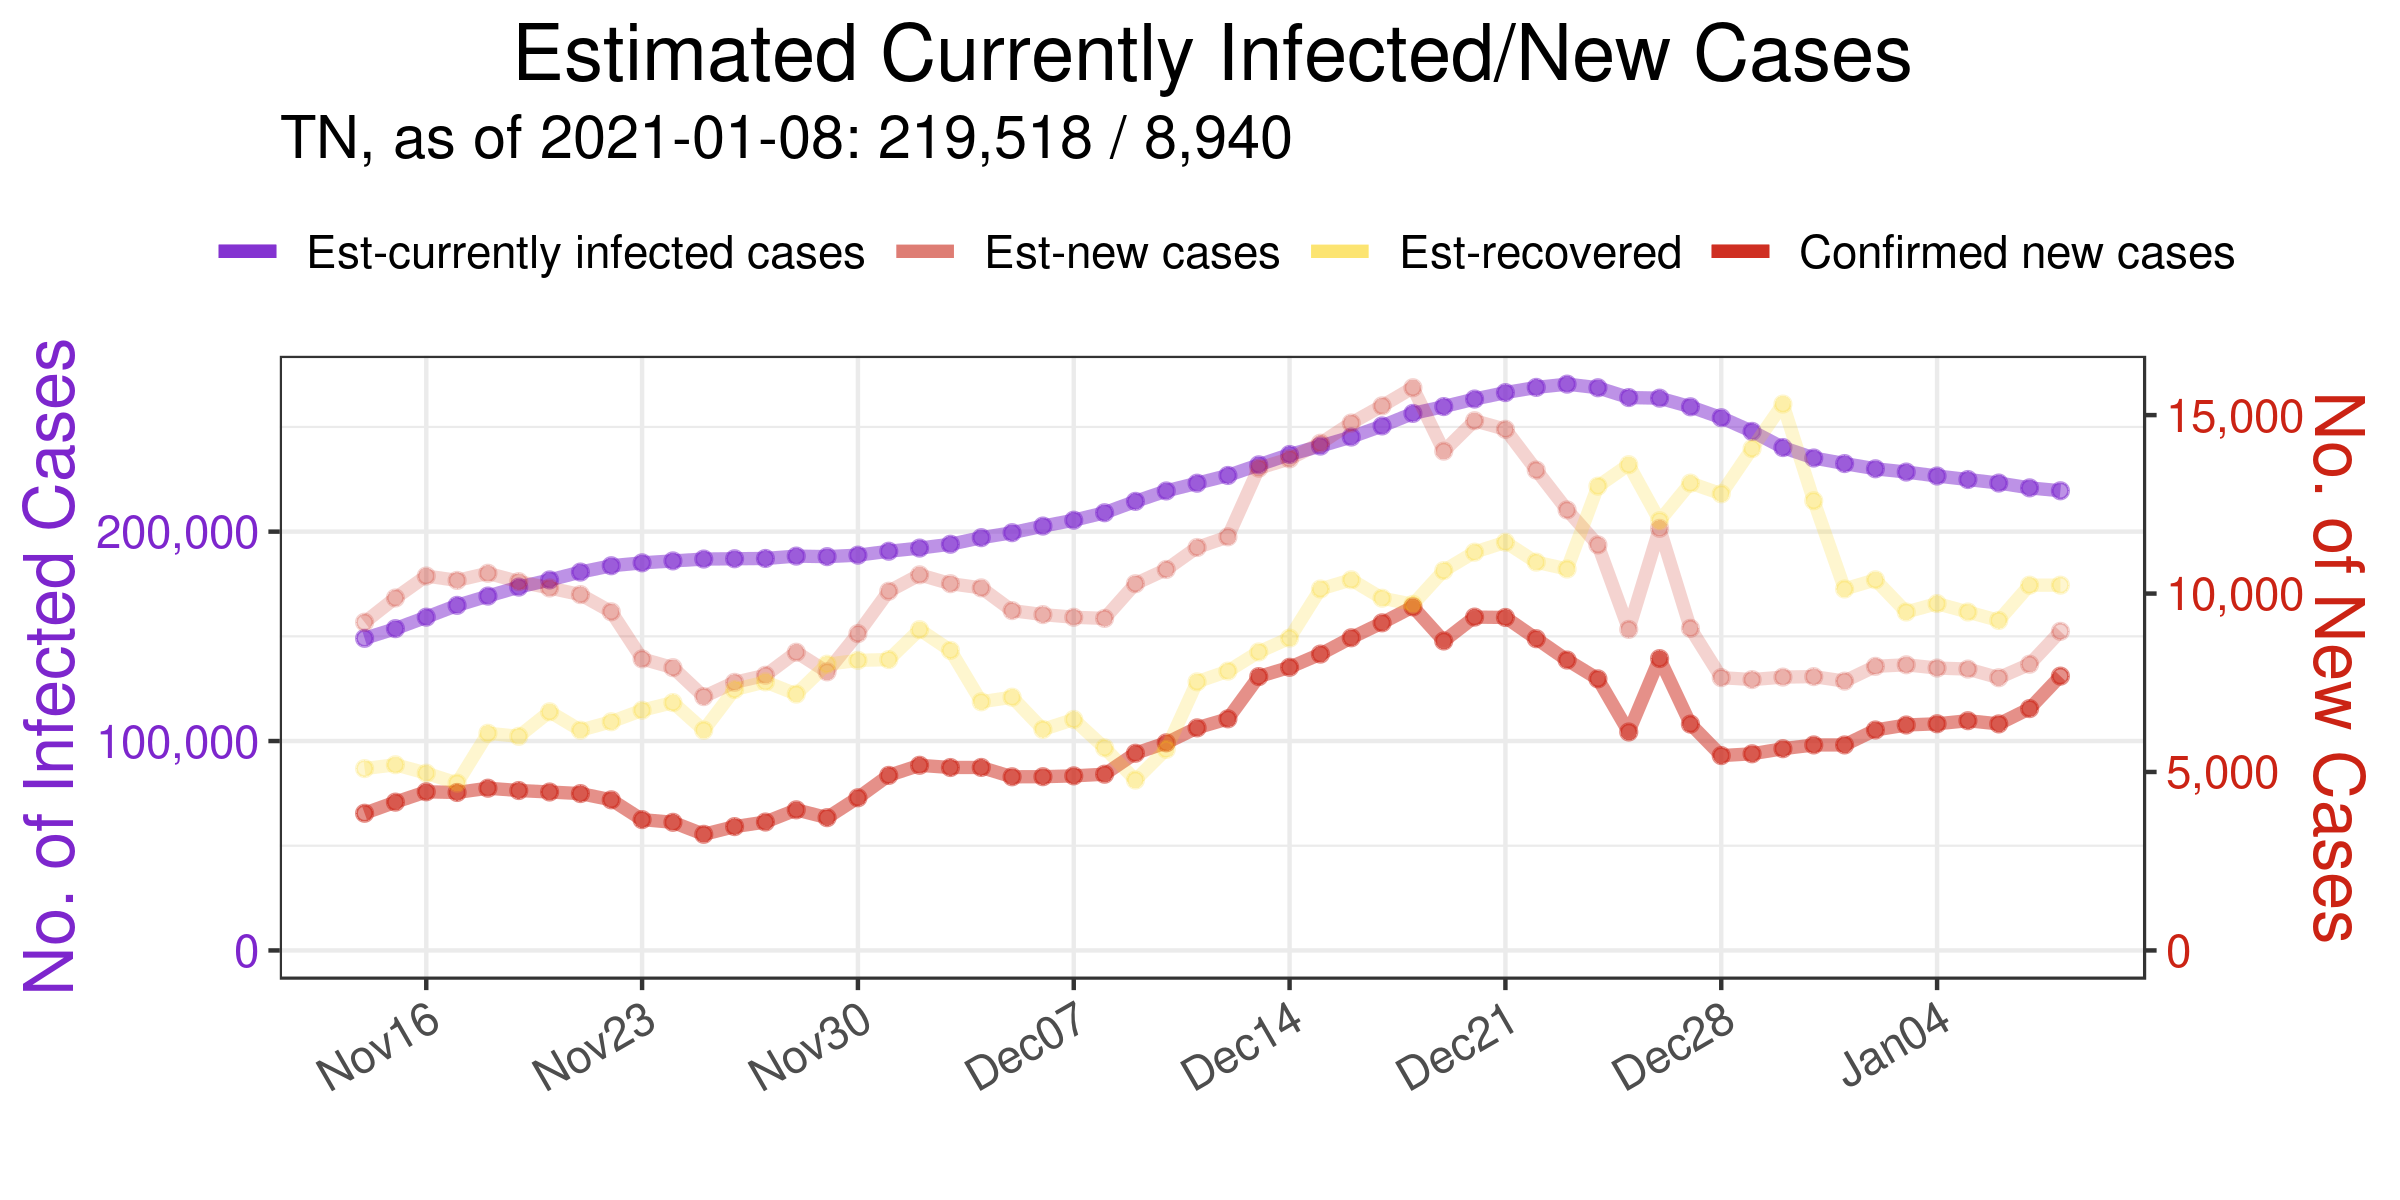 Estimated Currently Infected/New Cases
TN, as of 2021-01-08: 219,518 / 8,940
Est-currently infected cases Est-new cases Est-recovered Confirmed new cases
No. of Infected Cases
200,000
100,000
0
15,000
10,000
5,000
0
No. of New Cases
Nov16 Nov23 Nov30 Dec07 Dec14 Dec21 Dec28 Jan04